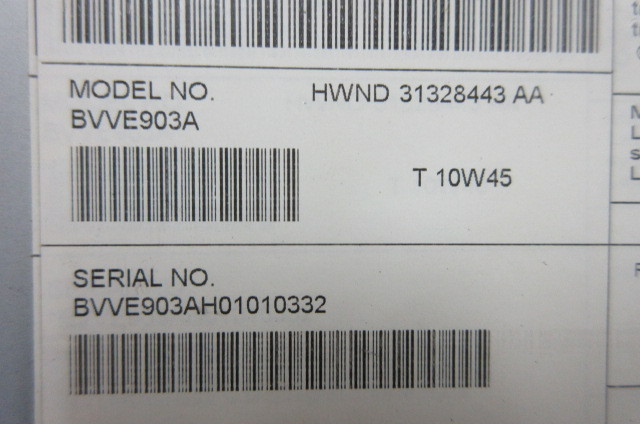 MODEL NO.
HWND 31328443 AA
BVVE903A
T 10W45
SERIAL NO.
BVVE903AH01010332